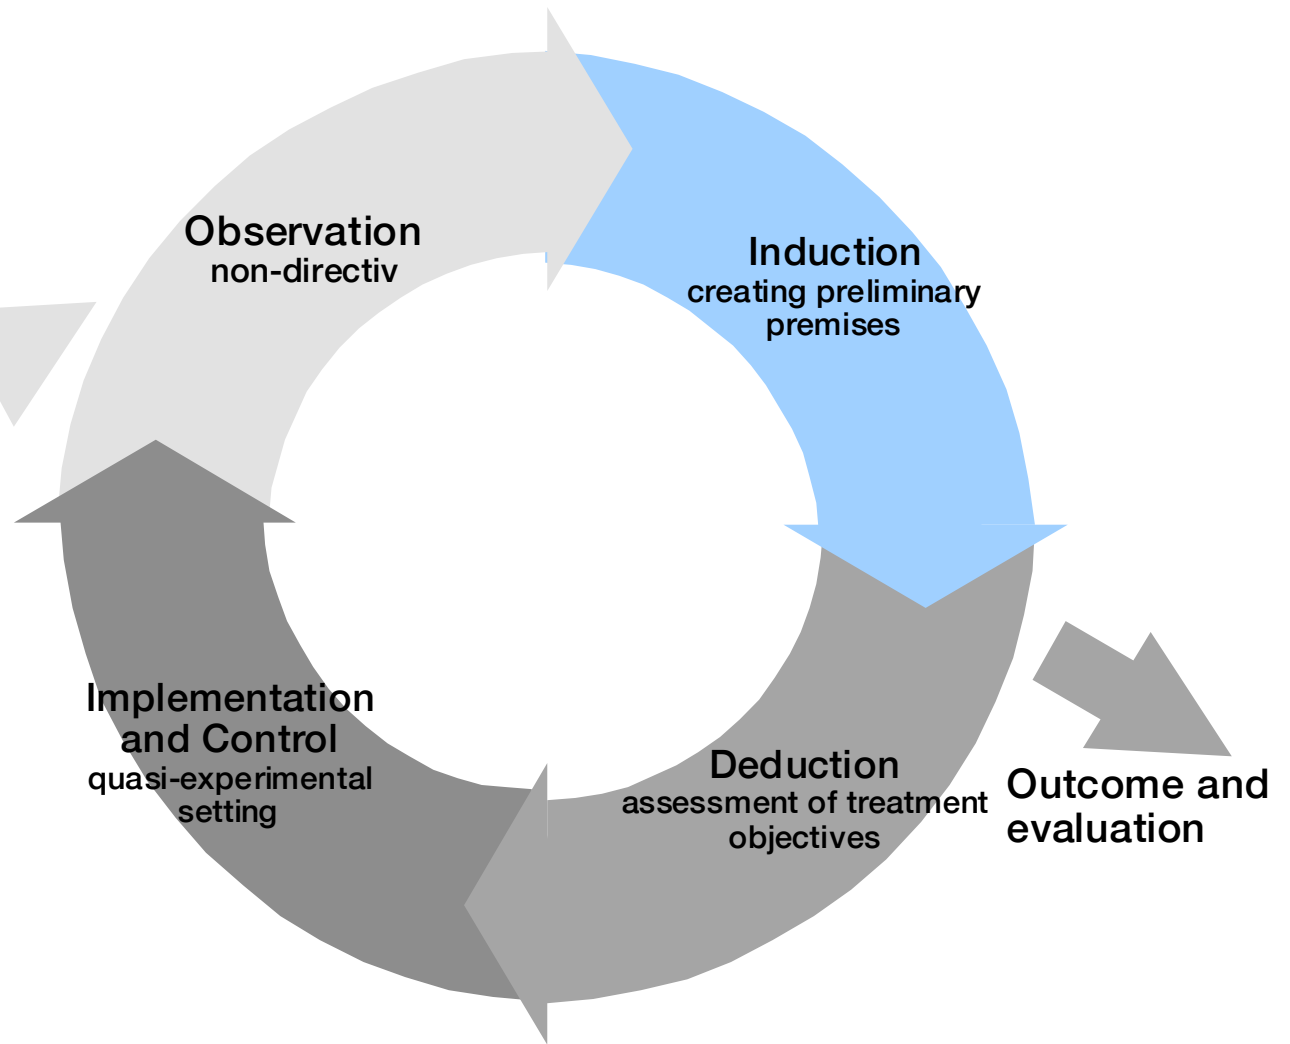 Observation
non-directiv
Induction
creating preliminary
premises
Implementation
and Control
quasi-experimental
setting
Deduction
assessment of treatment
objectives
Outcome and
evaluation